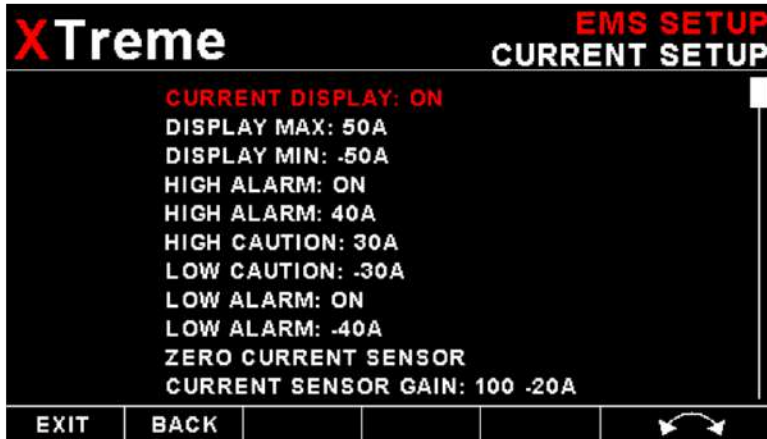 XTreme
EMS SETUP
CURRENT SETUP
CURRENT DISPLAY: ON
DISPLAY MAX: 50A
DISPLAY MIN: -50A
HIGH ALARM: ON
HIGH ALARM: 40A
HIGH CAUTION: 30A
LOW CAUTION: -30A
LOW ALARM: ON
LOW ALARM: -40A
ZERO CURRENT SENSOR
CURRENT SENSOR GAIN: 100 -20A
EXIT BACK